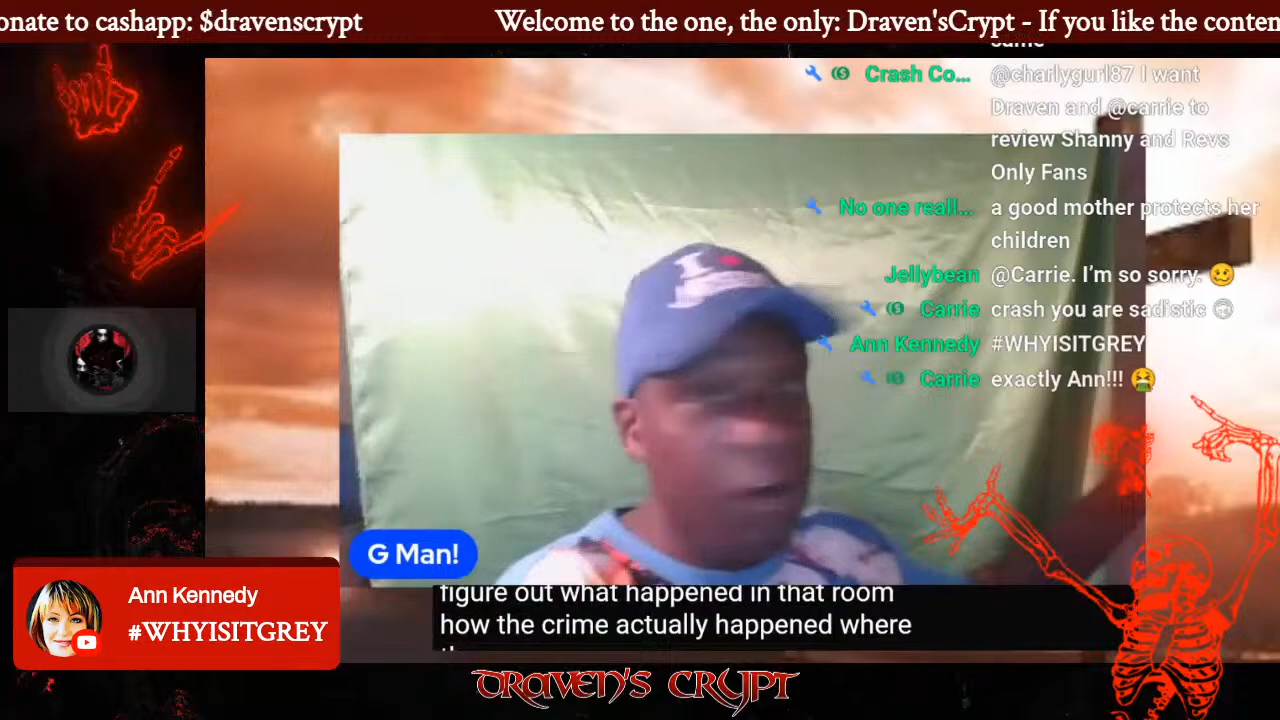 onate to cashapp: $dravenscrypt
Welcome to the one, the only: Draven'sCrypt - If you like the conten
same
Crash Co... @charlygurl87 I want
Draven and @carrie to
review Shanny and Revs
Only Fans
No one reall... a good mother protects her
children
Jellybean @Carrie. I'm so sorry. 🥴
Carrie crash you are sadistic 🙃
Ann Kennedy #WHYISITGREY
Carrie exactly Ann!!! 🤮
G Man!
figure out what happened in that room
how the crime actually happened where
Ann Kennedy
#WHYISITGREY
DRAVEN'S CRYPT